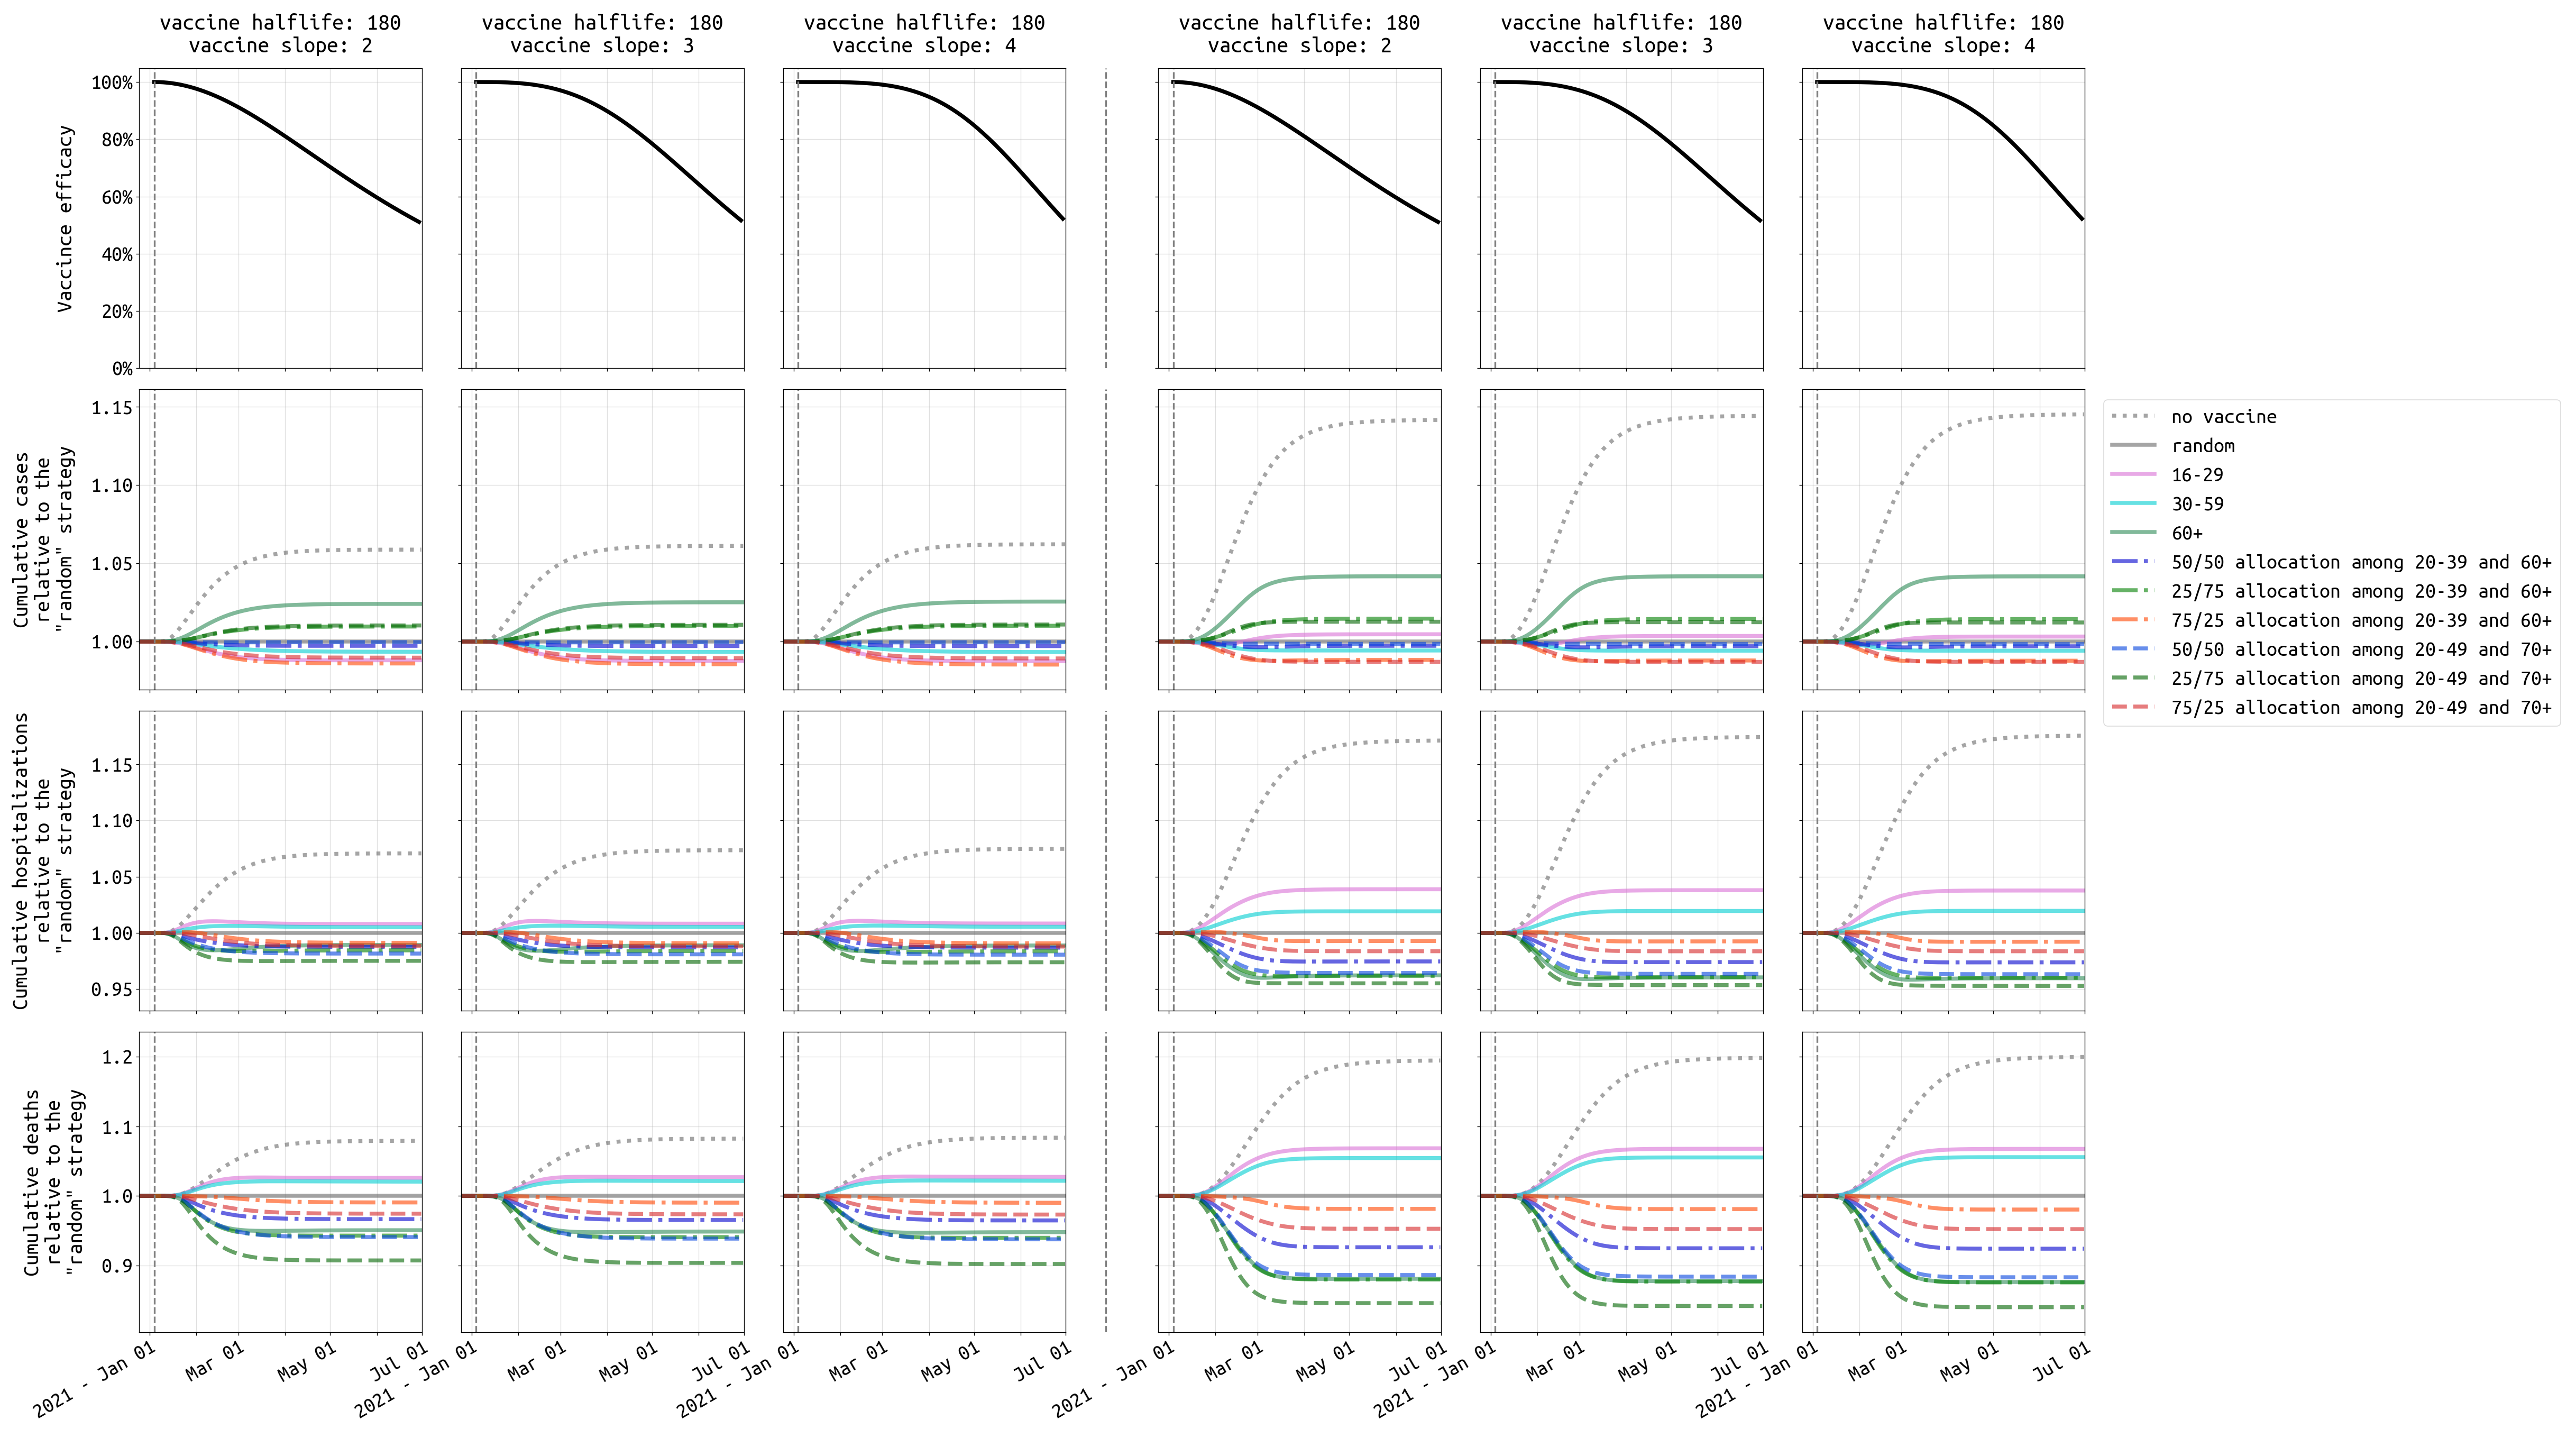 vaccine halflife: 180
vaccine slope: 2
vaccine halflife: 180
vaccine slope: 3
vaccine halflife: 180
vaccine slope: 4
vaccine halflife: 180
vaccine slope: 2
vaccine halflife: 180
vaccine slope: 3
vaccine halflife: 180
vaccine slope: 4
Vaccince efficacy
100%
80%
60%
40%
20%
0%
Cumulative cases
relative to the
"random" strategy
1.15
1.10
1.05
1.00
no vaccine
random
16-29
30-59
60+
50/50 allocation among 20-39 and 60+
25/75 allocation among 20-39 and 60+
75/25 allocation among 20-39 and 60+
50/50 allocation among 20-49 and 70+
25/75 allocation among 20-49 and 70+
75/25 allocation among 20-49 and 70+
Cumulative hospitalizations
relative to the
"random" strategy
1.15
1.10
1.05
1.00
0.95
Cumulative deaths
relative to the
"random" strategy
1.2
1.1
1.0
0.9
2021 - Jan 01
Mar 01
May 01
Jul 01
2021 - Jan 01
Mar 01
May 01
Jul 01
2021 - Jan 01
Mar 01
May 01
Jul 01
2021 - Jan 01
Mar 01
May 01
Jul 01
2021 - Jan 01
Mar 01
May 01
Jul 01
2021 - Jan 01
Mar 01
May 01
Jul 01